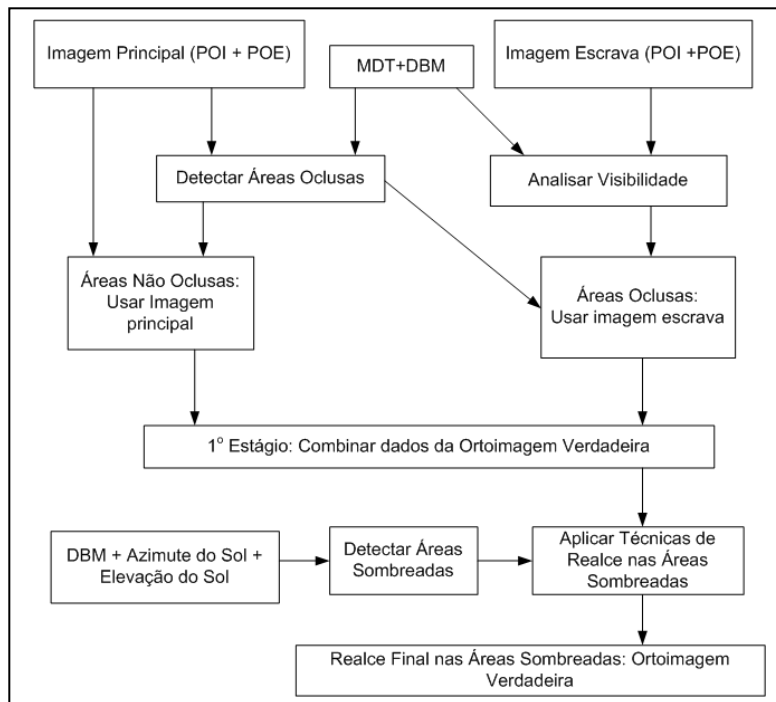 Imagem Principal (POI + POE)
MDT+DBM
Imagem Escrava (POI +POE)
Detectar Áreas Oclusas
Analisar Visibilidade
Áreas Não Oclusas:
Usar Imagem
principal
Áreas Oclusas:
Usar imagem escrava
1º Estágio: Combinar dados da Ortoimagem Verdadeira
DBM + Azimute do Sol +
Elevação do Sol
Detectar Áreas
Sombreadas
Aplicar Técnicas de
Realce nas Áreas
Sombreadas
Realce Final nas Áreas Sombreadas: Ortoimagem
Verdadeira